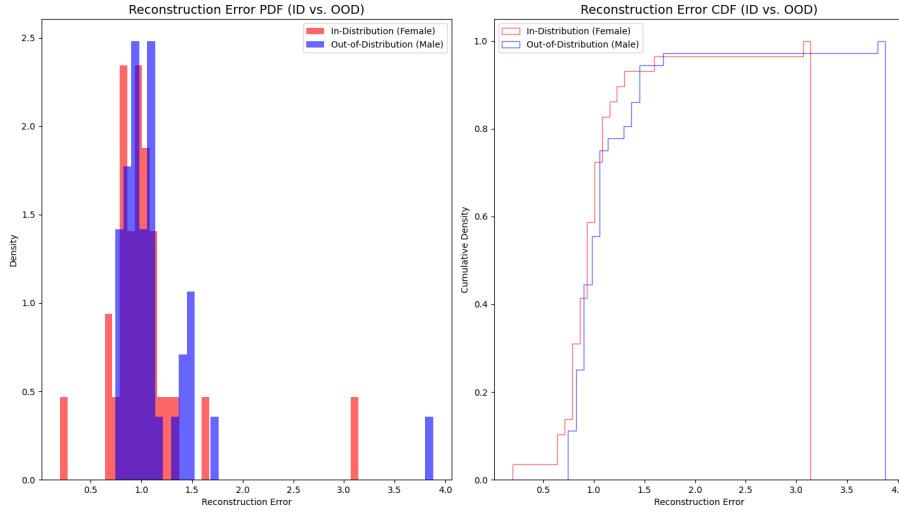 Reconstruction Error PDF (ID vs. OOD)
In-Distribution (Female)
Out-of-Distribution (Male)
2.5
2.0
1.5
1.0
0.5
0.0
Density
0.5
1.0
1.5
2.0
2.5
3.0
3.5
4.0
Reconstruction Error
Reconstruction Error CDF (ID vs. OOD)
In-Distribution (Female)
Out-of-Distribution (Male)
1.0
0.8
0.6
0.4
0.2
0.0
Cumulative Density
0.5
1.0
1.5
2.0
2.5
3.0
3.5
4.
Reconstruction Error